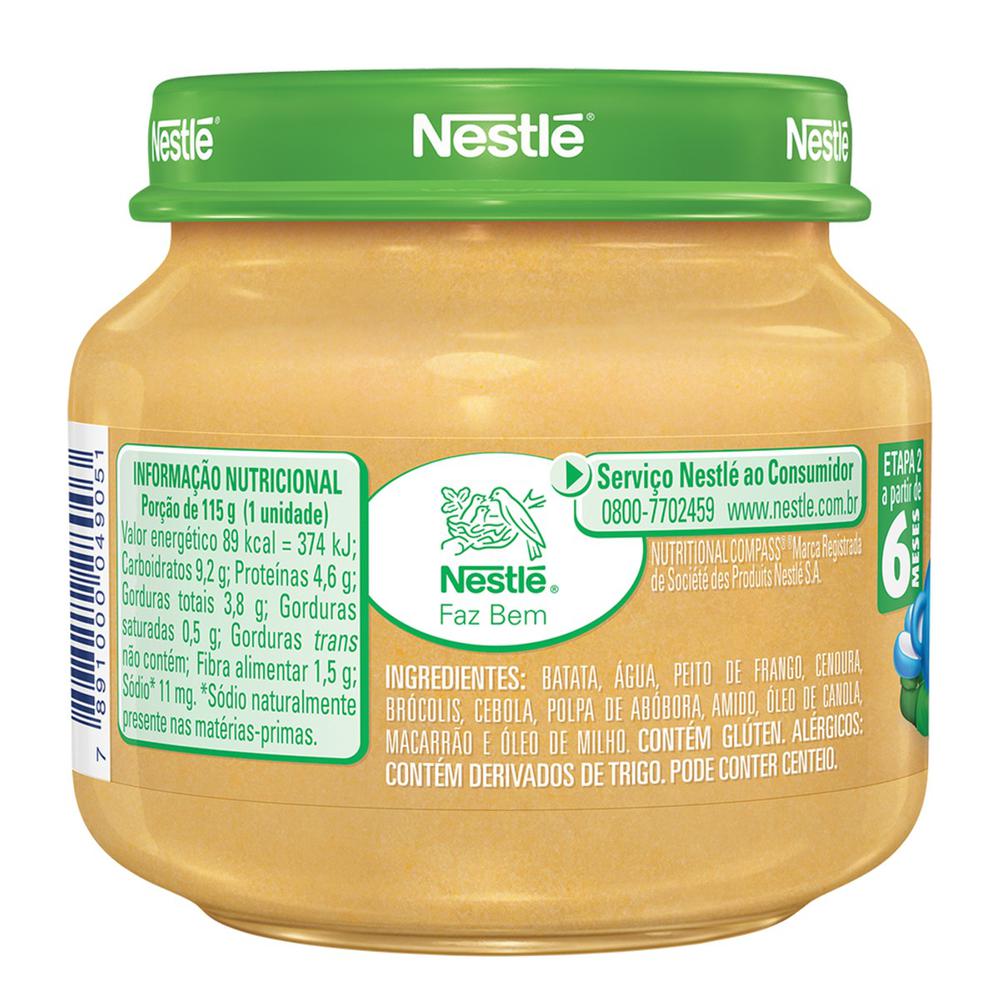 Nestlé®
Nestlé®
Nestlé
7 891000 049051
INFORMAÇÃO NUTRICIONAL
Porção de 115 g (1 unidade)
Valor energético 89 kcal = 374 kJ;
Carboidratos 9,2 g; Proteínas 4,6 g;
Gorduras totais 3,8 g; Gorduras
saturadas 0,5 g; Gorduras trans
não contém; Fibra alimentar 1,5 g;
Sódio* 11 mg. *Sódio naturalmente
presente nas matérias-primas.
Nestlé®
Faz Bem
Serviço Nestlé ao Consumidor
0800-7702459 www.nestle.com.br
NUTRITIONAL COMPASS® ®Marca Registrada
de Société des Produits Nestlé S.A.
ETAPA 2
a partir de
6 MESES
INGREDIENTES: BATATA, ÁGUA, PEITO DE FRANGO, CENOURA,
BRÓCOLIS, CEBOLA, POLPA DE ABÓBORA, AMIDO, ÓLEO DE CANOLA,
MACARRÃO E ÓLEO DE MILHO. CONTÉM GLÚTEN. ALÉRGICOS:
CONTÉM DERIVADOS DE TRIGO. PODE CONTER CENTEIO.